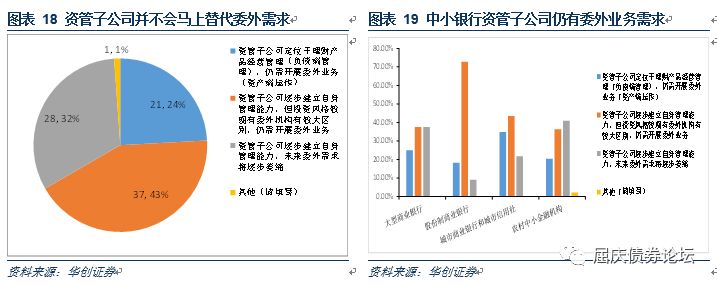 图表 18 资管子公司并不会马上替代委外需求
1, 1%
21, 24%
28, 32%
37, 43%
资管子公司定位于理财产
品经营管理（负债端管
理），仍需开展委外业务
（资产端运作）
资管子公司逐步建立自身
管理能力，但投资风格较
现有委外机构有较大区
别，仍需开展委外业务
资管子公司逐步建立自身
管理能力，未来委外需求
将逐步萎缩
其他（请填写）
资料来源：华创证券
图表 19 中小银行资管子公司仍有委外业务需求
80.00%
70.00%
60.00%
50.00%
40.00%
30.00%
20.00%
10.00%
0.00%
大型商业银行
股份制商业银行
城市商业银行和城市信用社
农村中小金融机构
资管子公司定位于理财产品经营管
理（负债端管理），仍需开展委外
业务（资产端运作）
资管子公司逐步建立自身管理能
力，但投资风格较现有委外机构有
较大区别，仍需开展委外业务
资管子公司逐步建立自身管理能
力，未来委外需求将逐步萎缩
其他（请填写）
资料来源：华创证券
屈庆债券论坛